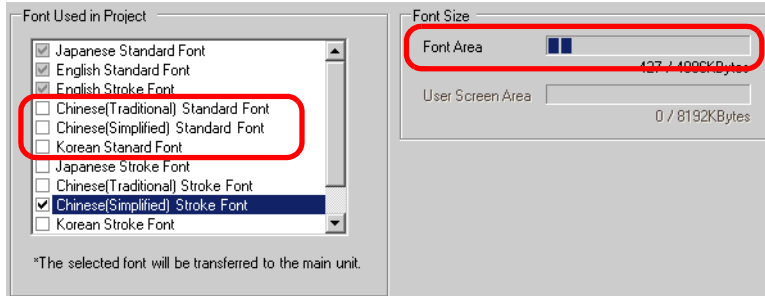 Font Used in Project
Japanese Standard Font
English Standard Font
English Stroke Font
Chinese(Traditional) Standard Font
Chinese(Simplified) Standard Font
Korean Stanard Font
Japanese Stroke Font
Chinese(Traditional) Stroke Font
Chinese(Simplified) Stroke Font
Korean Stroke Font
*The selected font will be transferred to the main unit.
Font Size
Font Area
427 / 4096KBytes
User Screen Area
0 / 8192KBytes